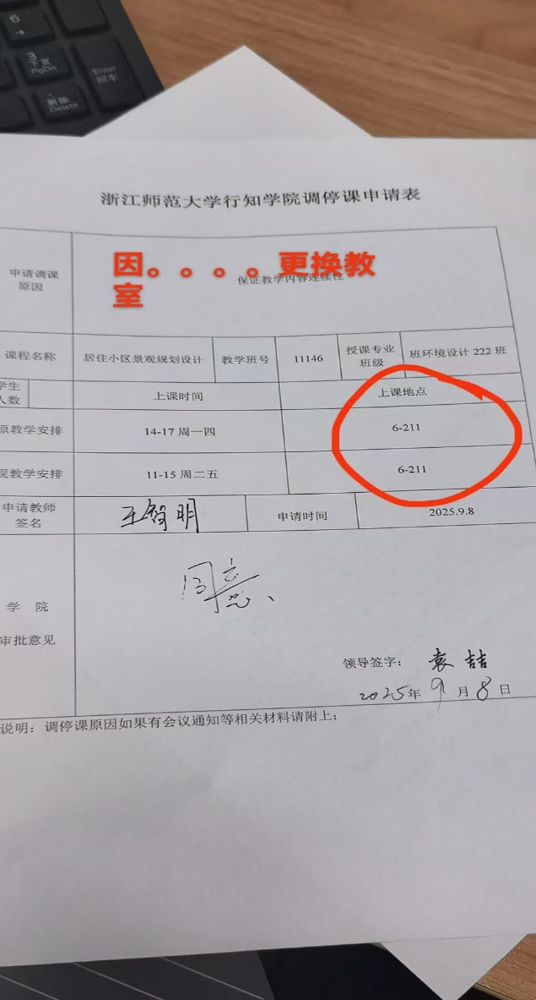 6
3
下页
PgDn
Enter
回车
删除
Delete
浙江师范大学行知学院调停课申请表
申请调课
原因
因。。。。更换教
室
保证教学内容连续性
课程名称
居住小区景观规划设计
教学班号
11146
授课专业
班级
班环境设计 222 班
学生
人数
上课时间
上课地点
原教学安排
14-17 周一四
6-211
现教学安排
11-15 周二五
6-211
申请教师
签名
王智明
申请时间
2025.9.8
学 院
审批意见
同意、
领导签字：
袁喆
2025年9月8日
说明：调停课原因如果有会议通知等相关材料请附上；